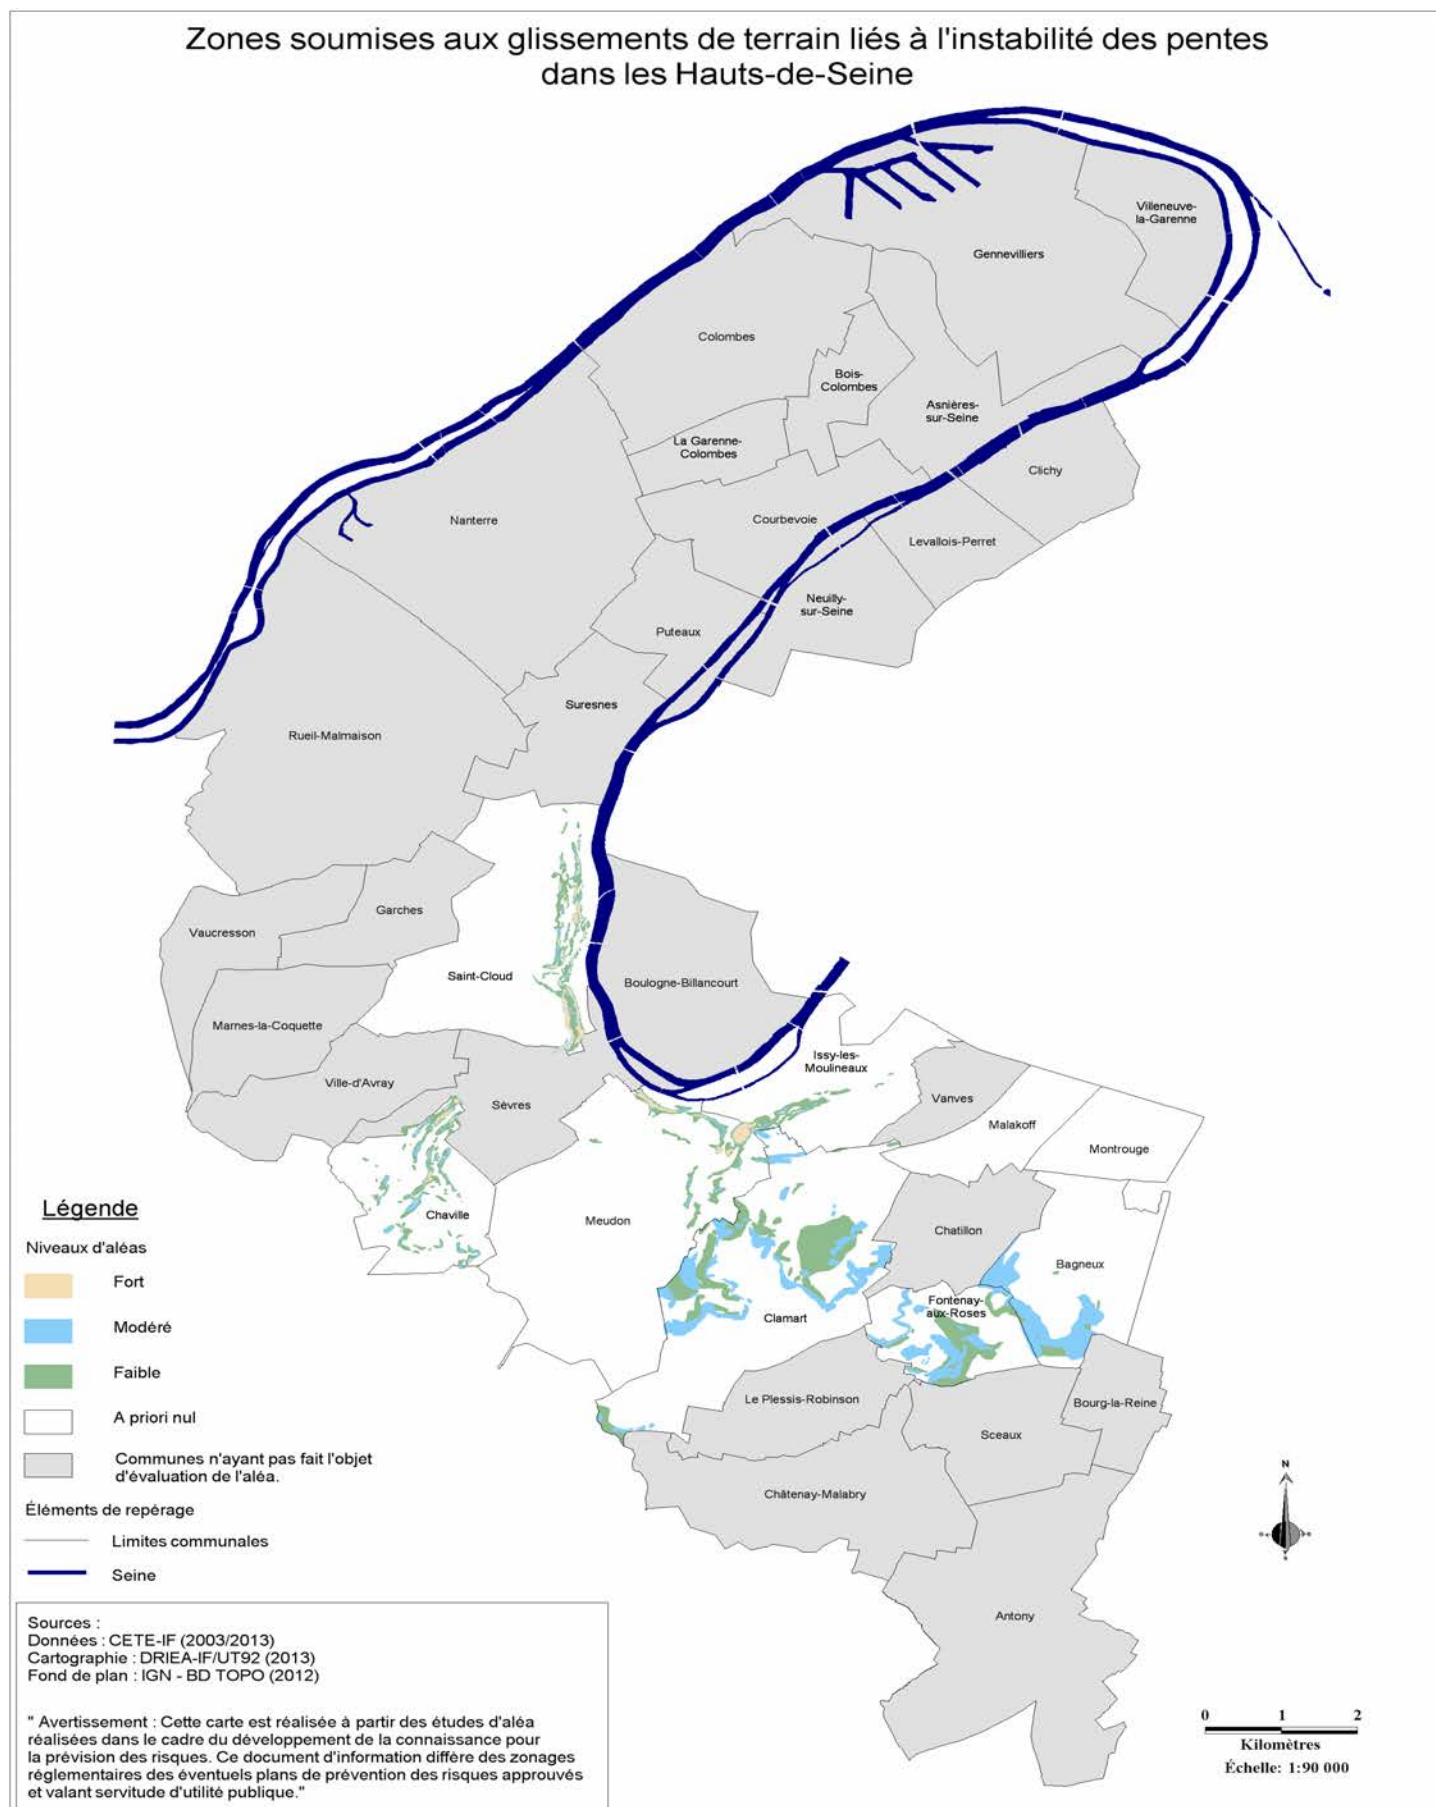 Zones soumises aux glissements de terrain liés à l'instabilité des pentes
dans les Hauts-de-Seine
Villeneuve-
la-Garenne
Gennevilliers
Colombes
Bois-
Colombes
Asnières-
sur-Seine
La Garenne-
Colombes
Clichy
Nanterre
Courbevoie
Levallois-Perret
Neuilly-
sur-Seine
Puteaux
Suresnes
Rueil-Malmaison
Garches
Vaucresson
Saint-Cloud
Boulogne-Billancourt
Marnes-la-Coquette
Issy-les-
Moulineaux
Ville-d'Avray
Sèvres
Vanves
Malakoff
Montrouge
Chaville
Meudon
Chatillon
Bagneux
Fontenay-
aux-Roses
Clamart
Le Plessis-Robinson
Bourg-la-Reine
Sceaux
Châtenay-Malabry
Antony
Légende
Niveaux d'aléas
Fort
Modéré
Faible
A priori nul
Communes n'ayant pas fait l'objet
d'évaluation de l'aléa.
Éléments de repérage
Limites communales
Seine
Sources :
Données : CETE-IF (2003/2013)
Cartographie : DRIEA-IF/UT92 (2013)
Fond de plan : IGN - BD TOPO (2012)
" Avertissement : Cette carte est réalisée à partir des études d'aléa
réalisées dans le cadre du développement de la connaissance pour
la prévision des risques. Ce document d'information diffère des zonages
réglementaires des éventuels plans de prévention des risques approuvés
et valant servitude d'utilité publique."
N
0 1 2
Kilomètres
Échelle: 1:90 000